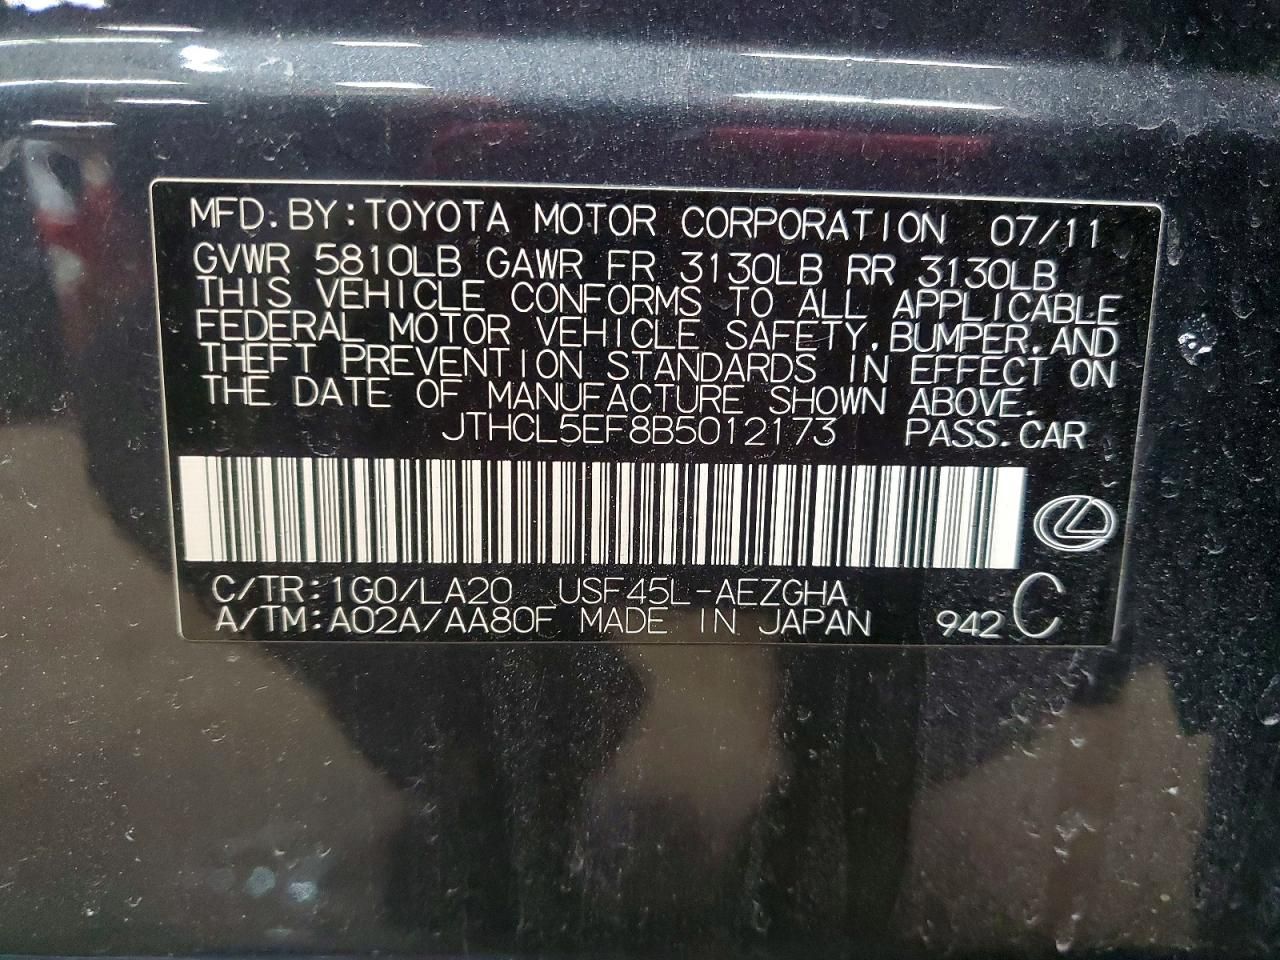 MFD. BY: TOYOTA MOTOR CORPORATION 07/11
GVWR 5810LB GAWR FR 3130LB RR 3130LB
THIS VEHICLE CONFORMS TO ALL APPLICABLE
FEDERAL MOTOR VEHICLE SAFETY, BUMPER, AND
THEFT PREVENTION STANDARDS IN EFFECT ON
THE DATE OF MANUFACTURE SHOWN ABOVE.
JTHCL5EF8B5012173 PASS. CAR
C/TR: 1G0/LA20 USF45L-AEZGHA
A/TM: A02A/AA80F MADE IN JAPAN 942 C